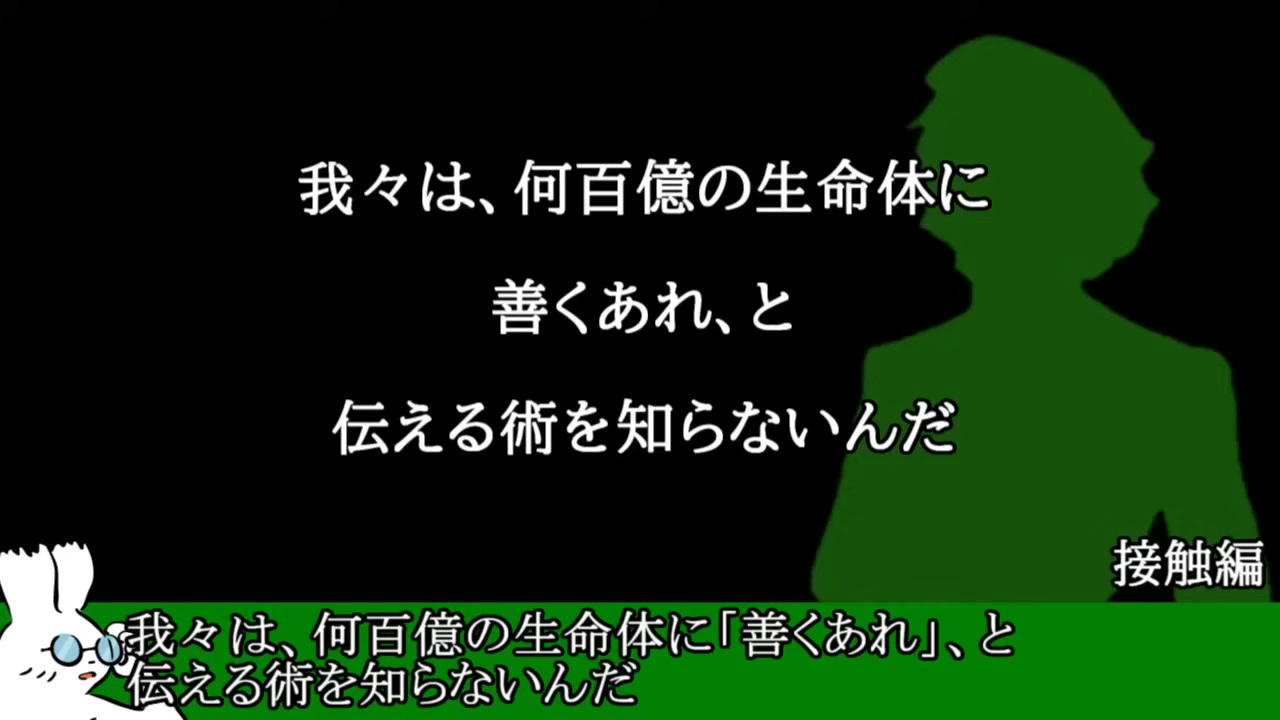 我々は、何百億の生命体に
善くあれ、と
伝える術を知らないんだ
接触編
我々は、何百億の生命体に「善くあれ」、と
伝える術を知らないんだ